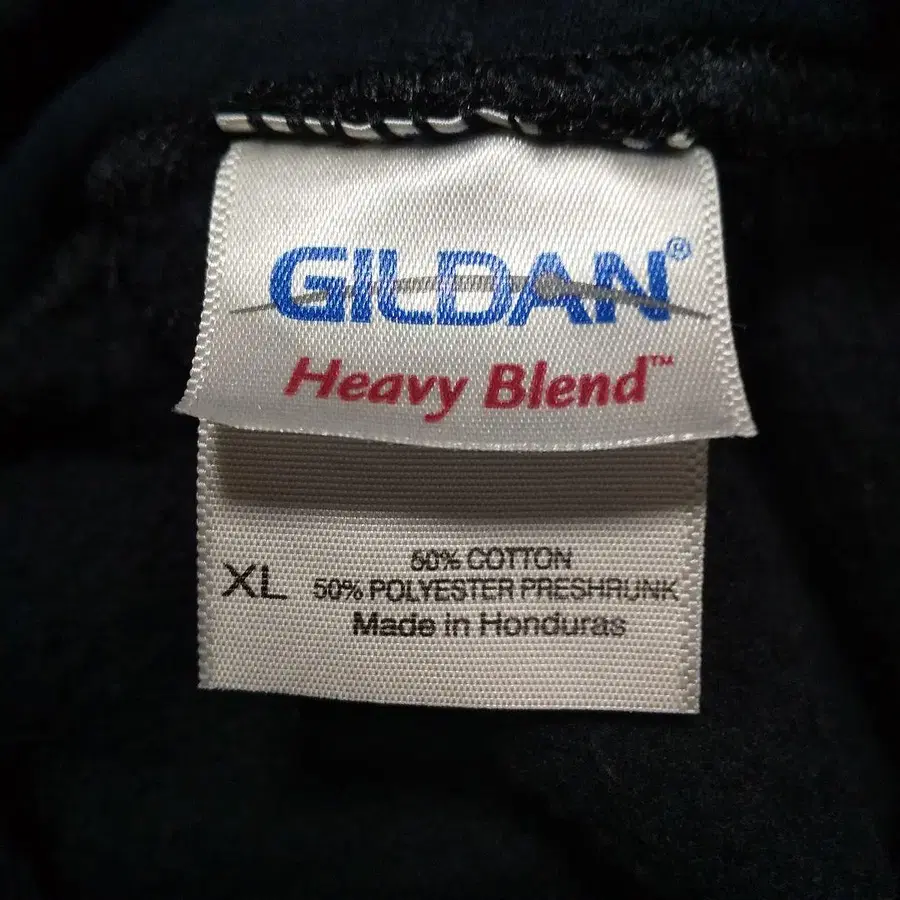 GILDAN®
Heavy Blend™
XL
50% COTTON
50% POLYESTER PRESHRUNK
Made in Honduras